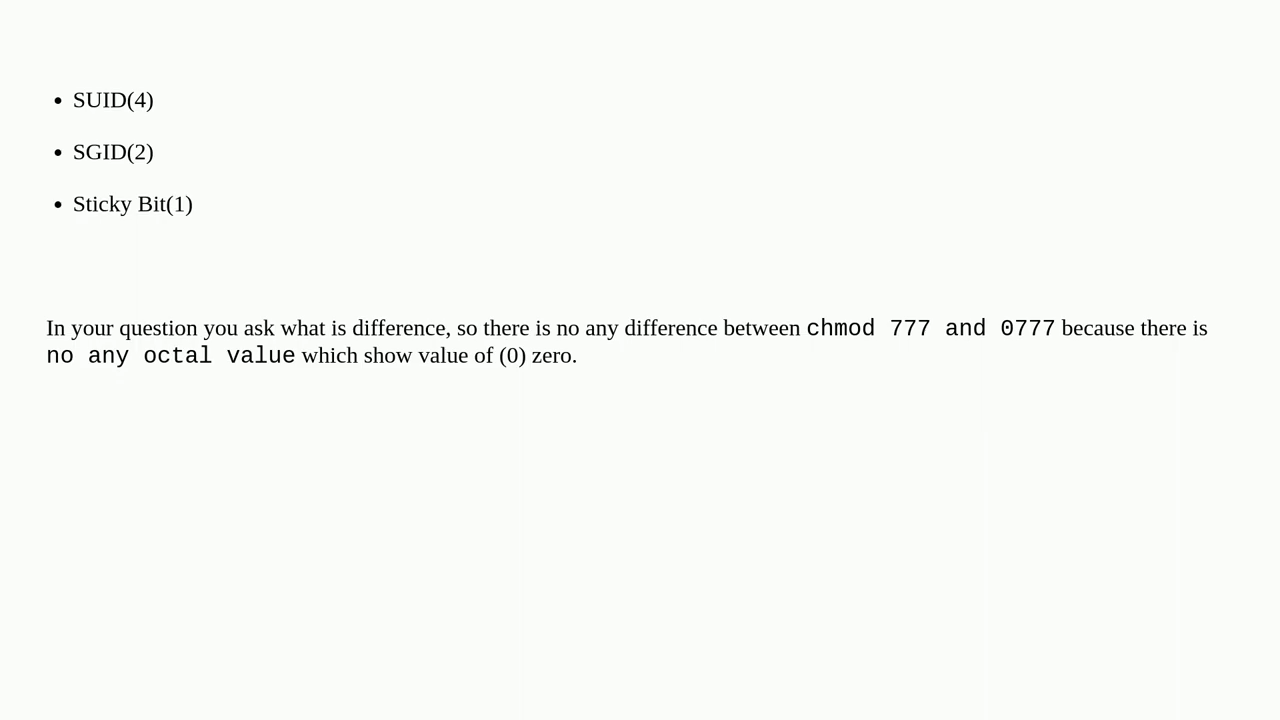 • SUID(4)
• SGID(2)
• Sticky Bit(1)
In your question you ask what is difference, so there is no any difference between chmod 777 and 0777 because there is
no any octal value which show value of (0) zero.